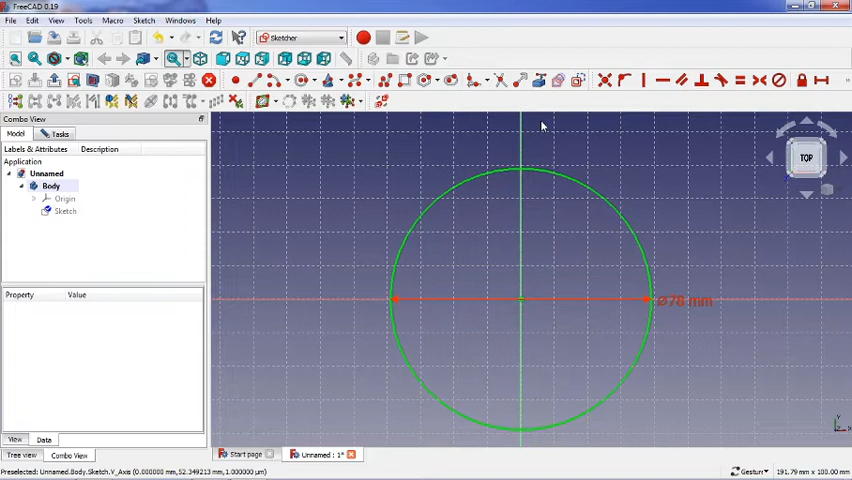 Unnamed - FreeCAD 0.19
File Edit View Tools Macro Sketch Windows Help
Sketcher
Combo View
Model Tasks
Labels & Attributes Description
Application
Unnamed
Body
Origin
Sketch
Property Value
View Data
Tree view Combo View
TOP
Ø78 mm
Y
Z X
Start page Unnamed : 1*
Preselected: Unnamed.Body.Sketch.V_Axis (0.000000 mm,52.349213 mm,1.000000 µm)
Gesture 191.79 mm x 100.00 mm